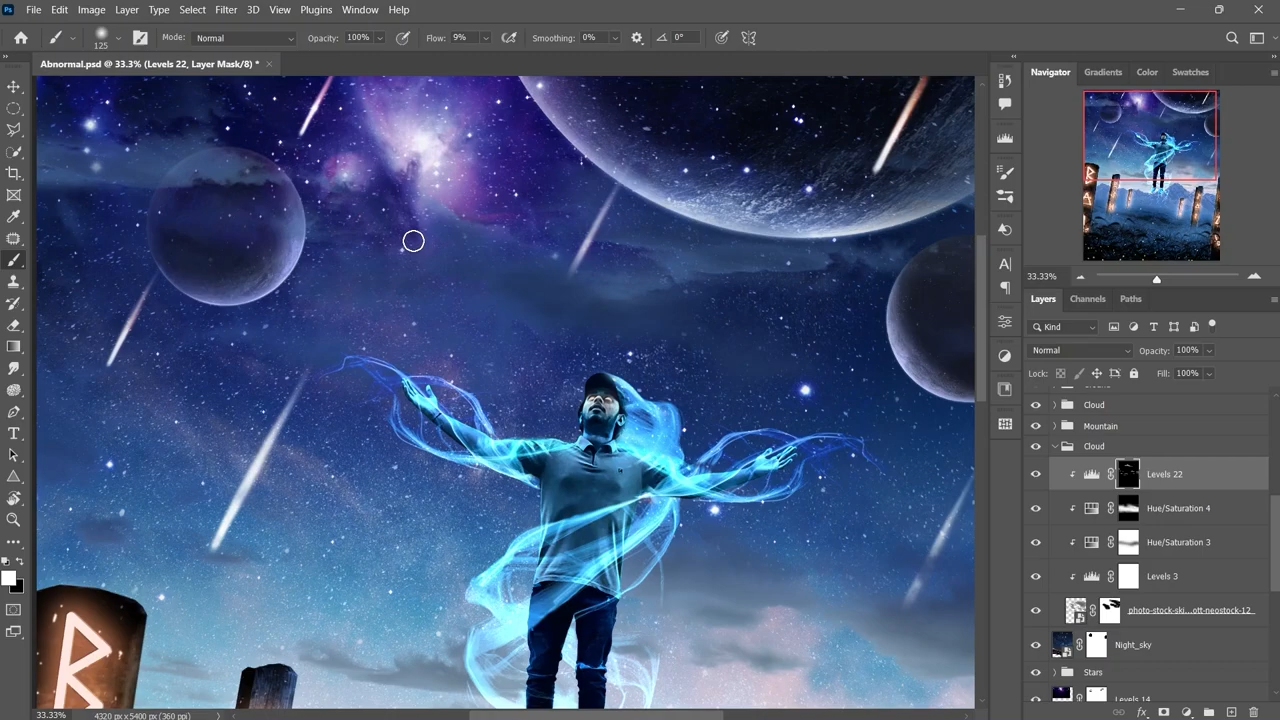 Ps File Edit Image Layer Type Select Filter 3D View Plugins Window Help
125 Mode: Normal Opacity: 100% Flow: 9% Smoothing: 0% 0°
Abnormal.psd @ 33.3% (Levels 22, Layer Mask/8) *
Navigator Gradients Color Swatches
33.33%
Layers Channels Paths
Kind
Normal Opacity: 100%
Lock: Fill: 100%
Cloud
Mountain
Cloud
Levels 22
Hue/Saturation 4
Hue/Saturation 3
Levels 3
photo-stock-ski...ott-neostock-12
Night_sky
Stars
Levels 14
33.33% 4320 px x 5400 px (360 ppi)